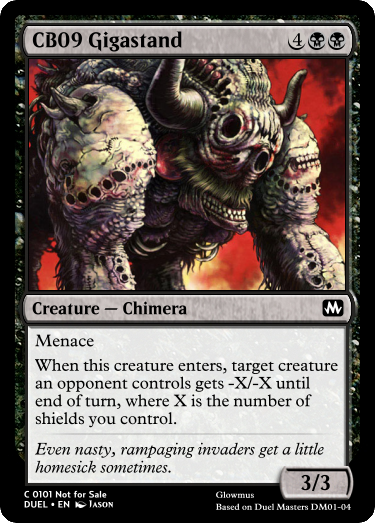 CB09 Gigastand 4
Creature — Chimera
Menace
When this creature enters, target creature
an opponent controls gets -X/-X until
end of turn, where X is the number of
shields you control.
Even nasty, rampaging invaders get a little
homesick sometimes.
3/3
C 0101 Not for Sale
DUEL • EN Jason
Glowmus
Based on Duel Masters DM01-04